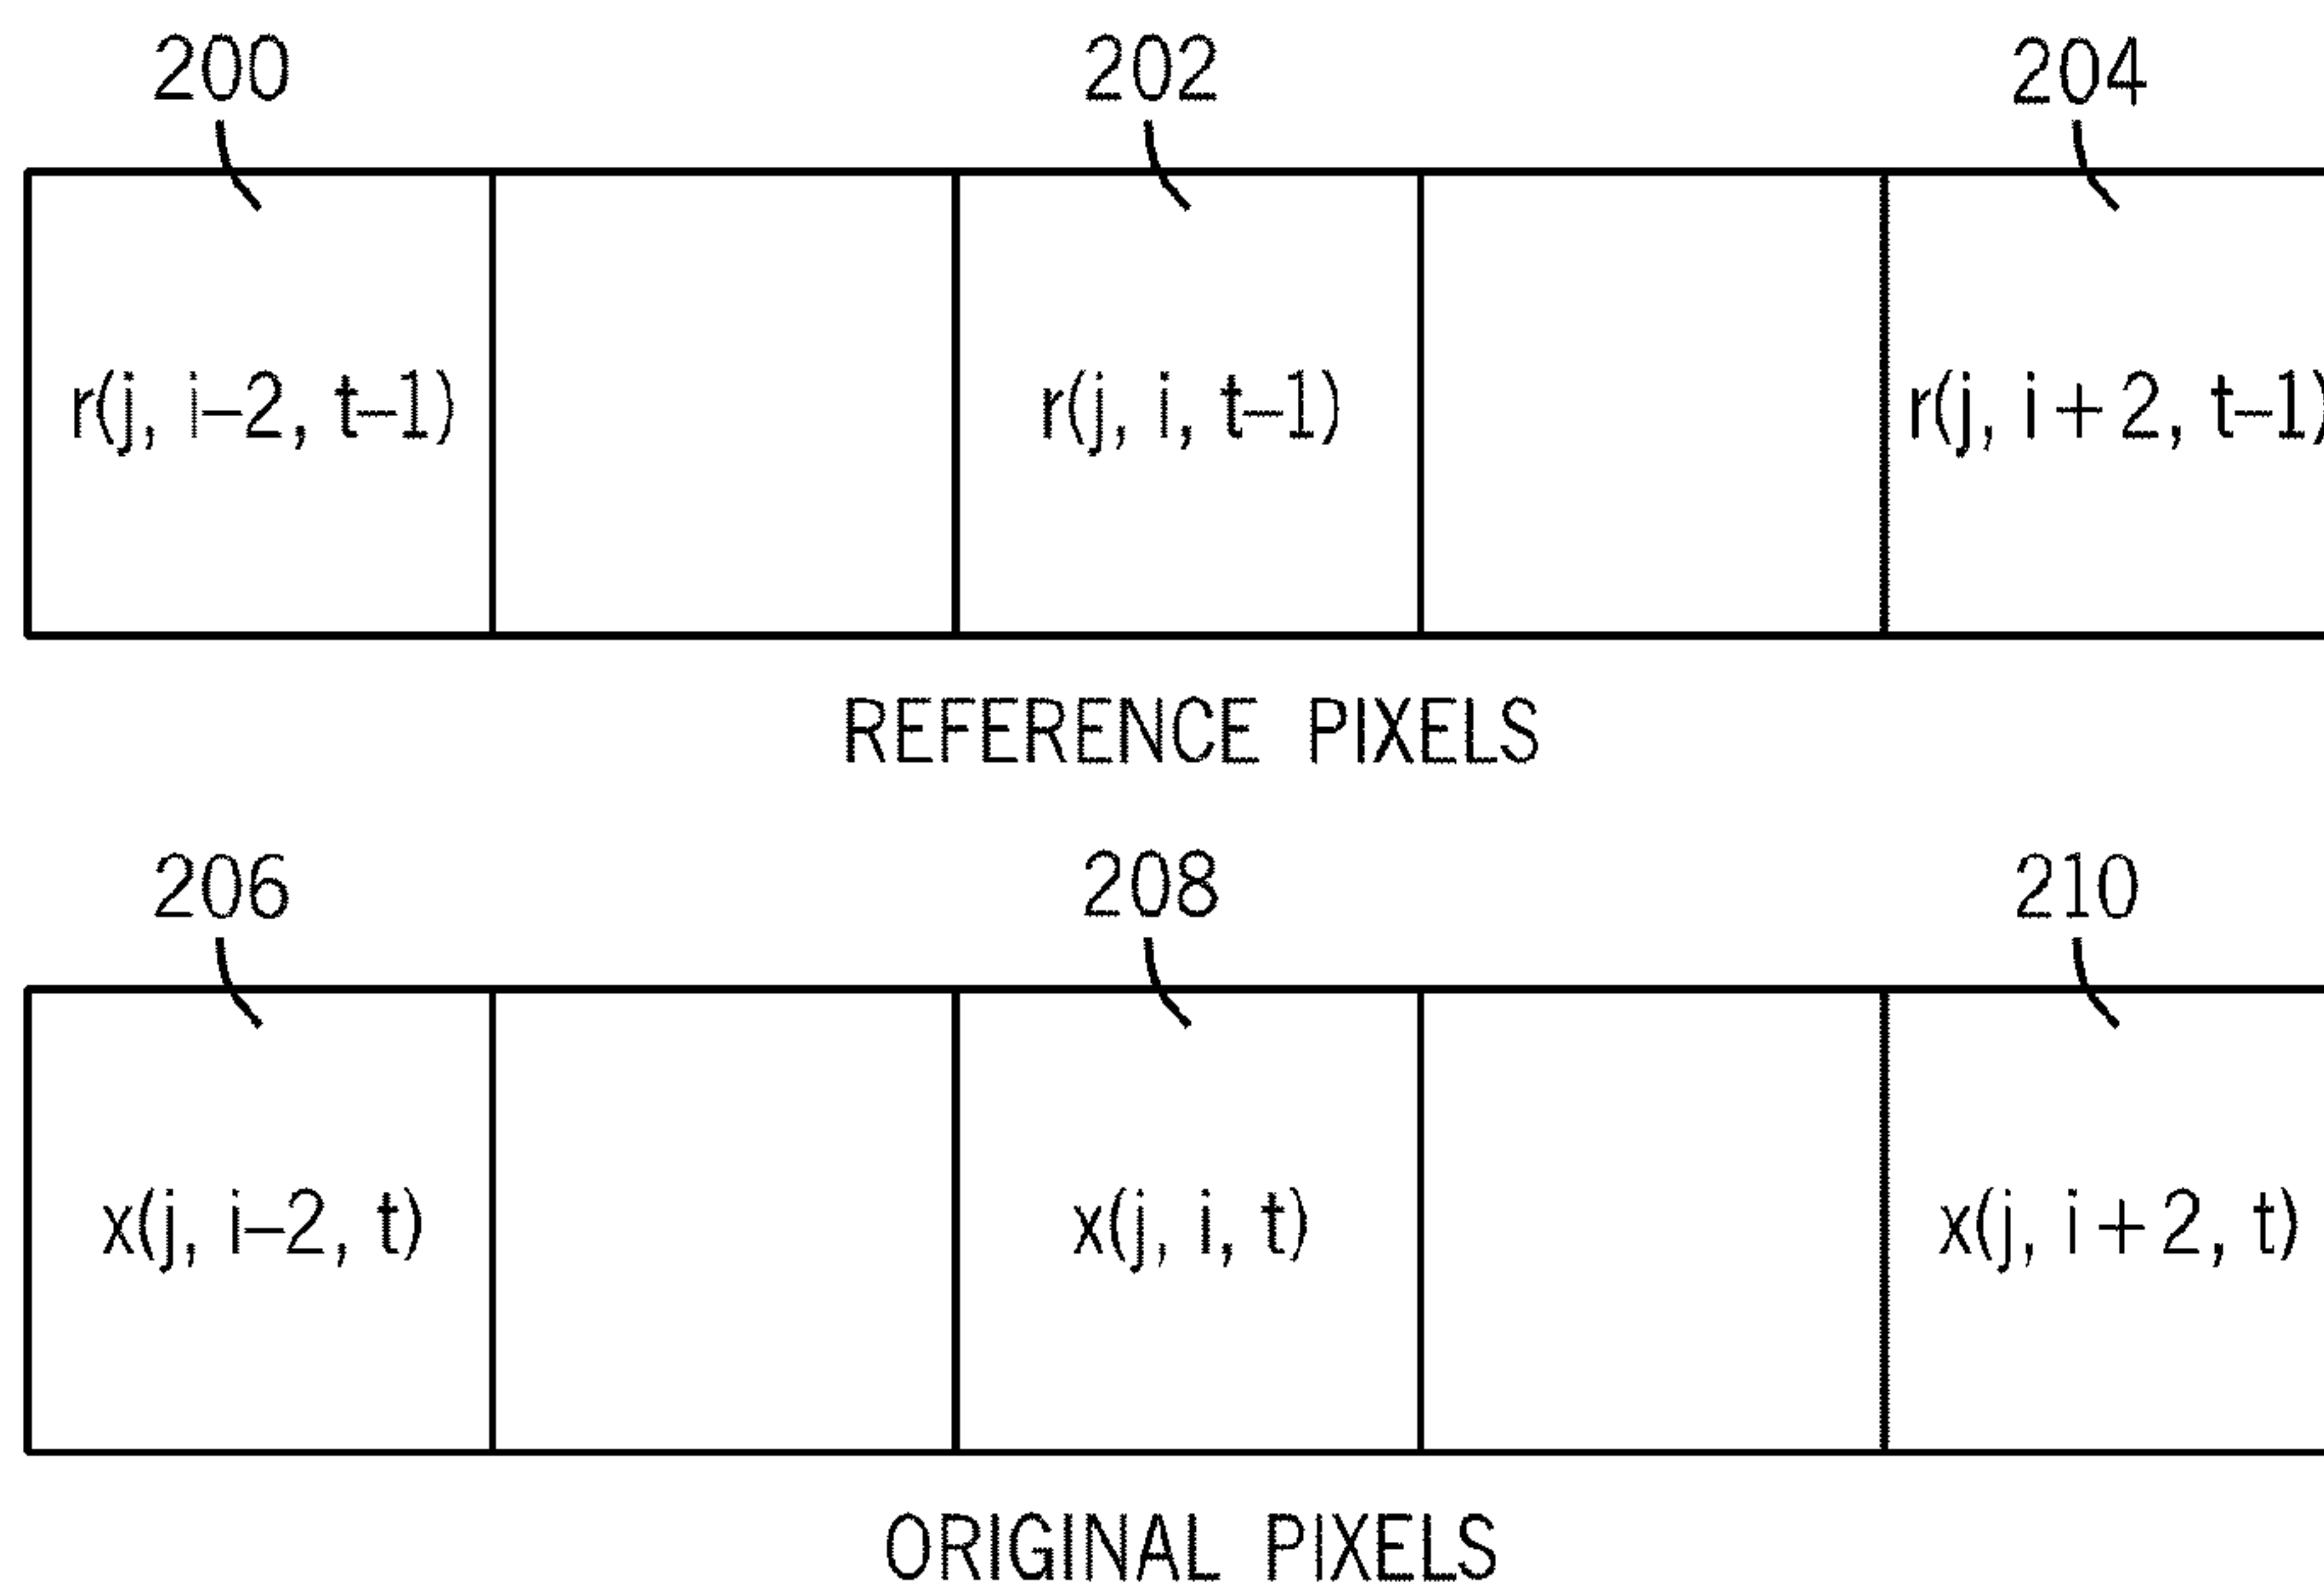 200 202 204
r(j, i–2, t–1) r(j, i, t–1) r(j, i + 2, t–1)
REFERENCE PIXELS
206 208 210
x(j, i–2, t) x(j, i, t) x(j, i + 2, t)
ORIGINAL PIXELS